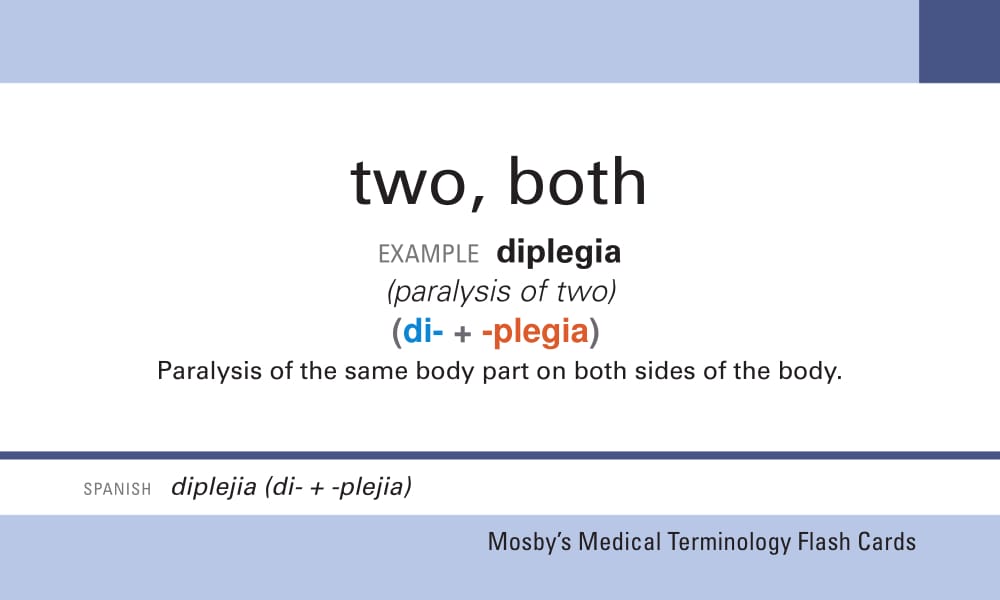 two, both
EXAMPLE diplegia
(paralysis of two)
(di- + -plegia)
Paralysis of the same body part on both sides of the body.
SPANISH diplejia (di- + -plejia)
Mosby's Medical Terminology Flash Cards